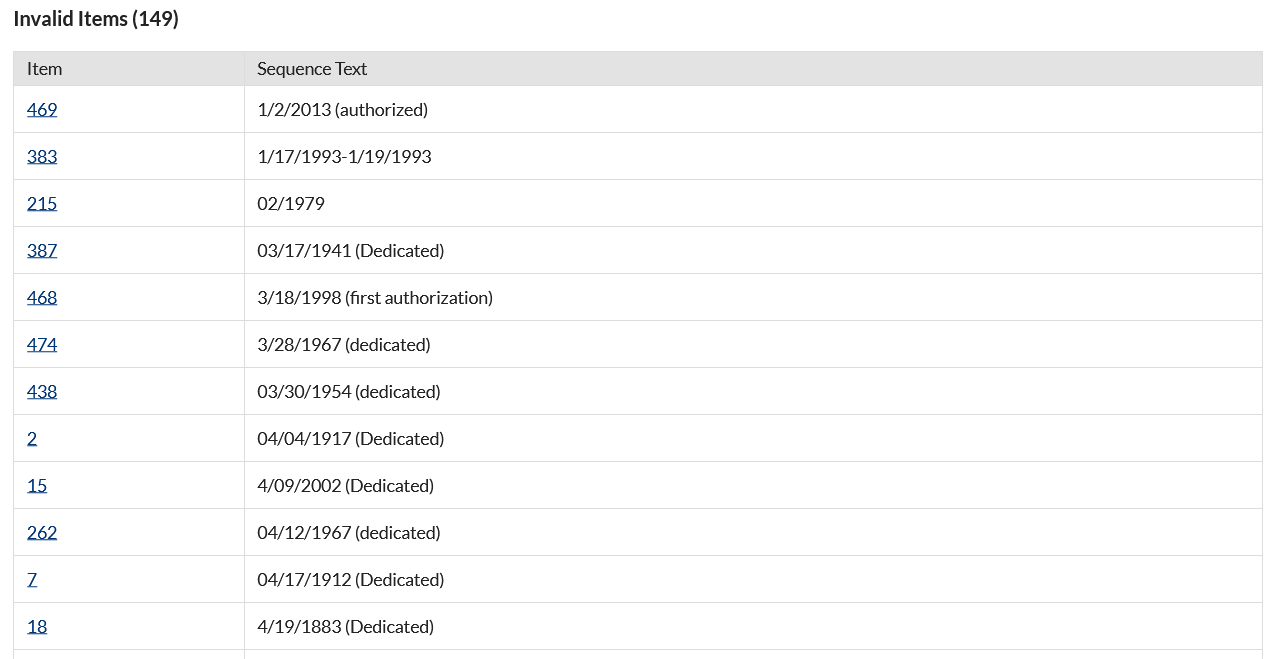 Invalid Items (149)
Item Sequence Text
469 1/2/2013 (authorized)
383 1/17/1993-1/19/1993
215 02/1979
387 03/17/1941 (Dedicated)
468 3/18/1998 (first authorization)
474 3/28/1967 (dedicated)
438 03/30/1954 (dedicated)
2 04/04/1917 (Dedicated)
15 4/09/2002 (Dedicated)
262 04/12/1967 (dedicated)
7 04/17/1912 (Dedicated)
18 4/19/1883 (Dedicated)